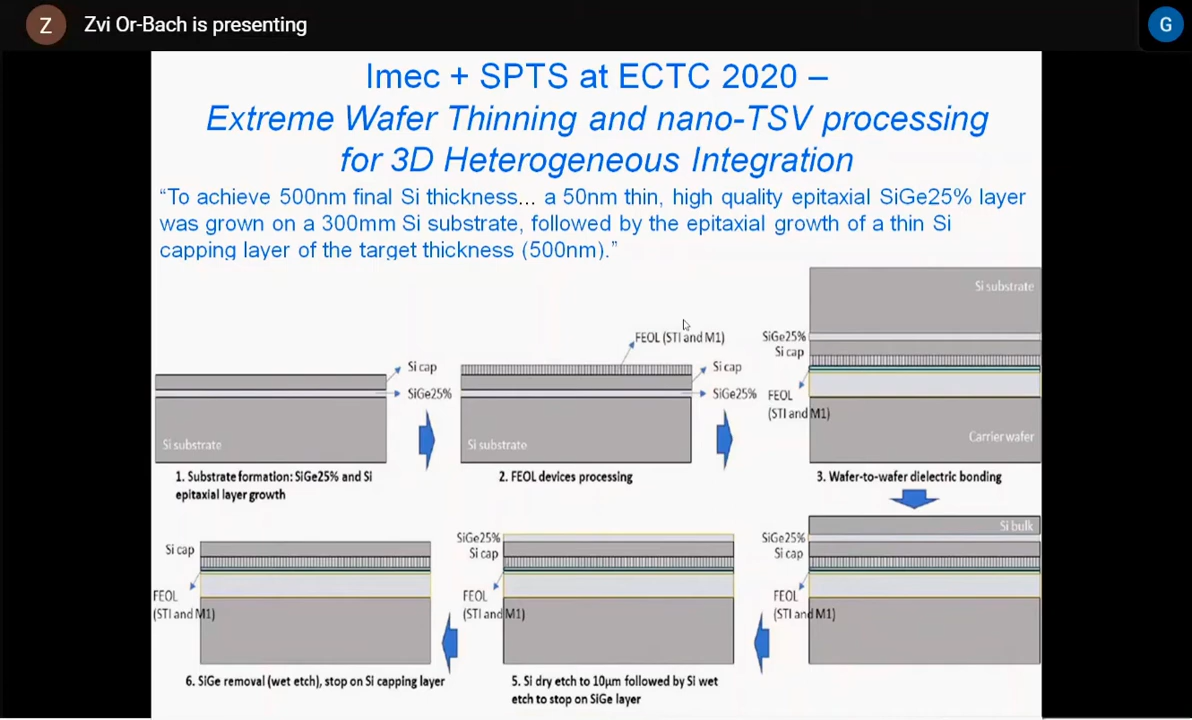 Z
Zvi Or-Bach is presenting
G
Imec + SPTS at ECTC 2020 –
Extreme Wafer Thinning and nano-TSV processing
for 3D Heterogeneous Integration
“To achieve 500nm final Si thickness... a 50nm thin, high quality epitaxial SiGe25% layer
was grown on a 300mm Si substrate, followed by the epitaxial growth of a thin Si
capping layer of the target thickness (500nm).”
Si cap
SiGe25%
Si substrate
1. Substrate formation: SiGe25% and Si
epitaxial layer growth
FEOL (STI and M1)
Si cap
SiGe25%
Si substrate
2. FEOL devices processing
Si substrate
SiGe25%
Si cap
FEOL
(STI and M1)
Carrier wafer
3. Wafer-to-wafer dielectric bonding
Si bulk
SiGe25%
Si cap
FEOL
(STI and M1)
SiGe25%
Si cap
FEOL
(STI and M1)
5. Si dry etch to 10µm followed by Si wet
etch to stop on SiGe layer
Si cap
FEOL
(STI and M1)
6. SiGe removal (wet etch), stop on Si capping layer